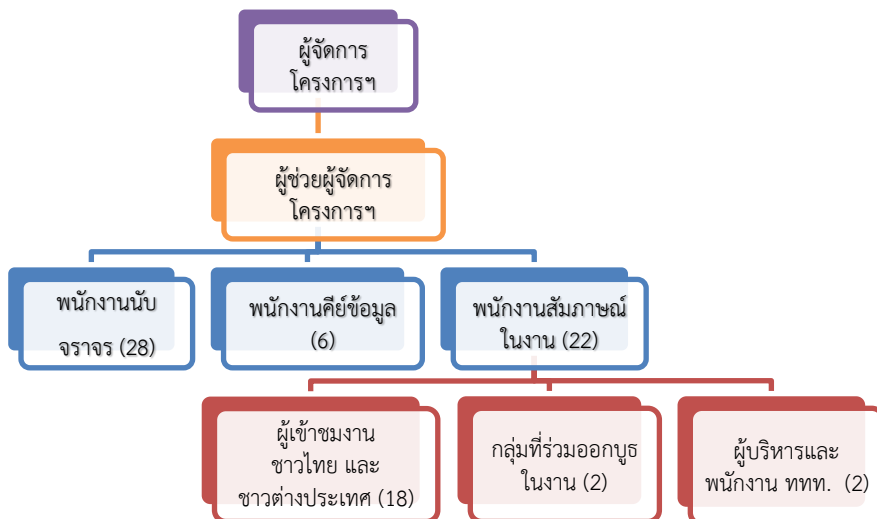 ผู้จัดการ
โครงการฯ
ผู้ช่วยผู้จัดการ
โครงการฯ
พนักงานนับ
จราจร (28)
พนักงานคีย์ข้อมูล
(6)
พนักงานสัมภาษณ์
ในงาน (22)
ผู้เข้าชมงาน
ชาวไทย และ
ชาวต่างประเทศ (18)
กลุ่มที่ร่วมออกบูธ
ในงาน (2)
ผู้บริหารและ
พนักงาน ททท. (2)